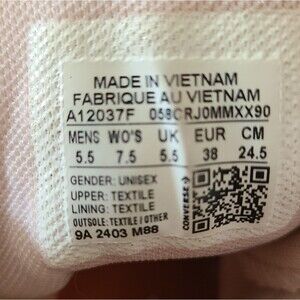 MADE IN VIETNAM
FABRIQUE AU VIETNAM
A12037F 058CRJ0MMXX90
MENS WO'S UK EUR CM
5.5 7.5 5.5 38 24.5
GENDER: UNISEX
UPPER: TEXTILE
LINING: TEXTILE
OUTSOLE: TEXTILE / OTHER
9A 2403 M88
CONVERSE